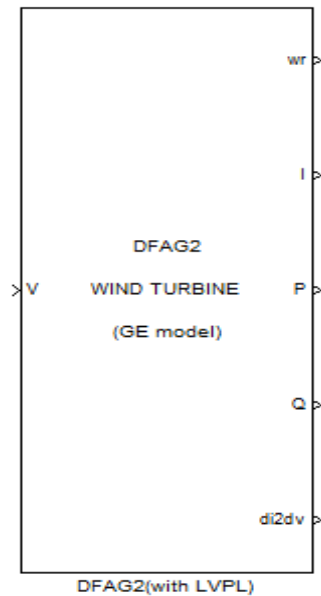 wr
I
DFAG2
V
WIND TURBINE
P
(GE model)
Q
di2dv
DFAG2(with LVPL)